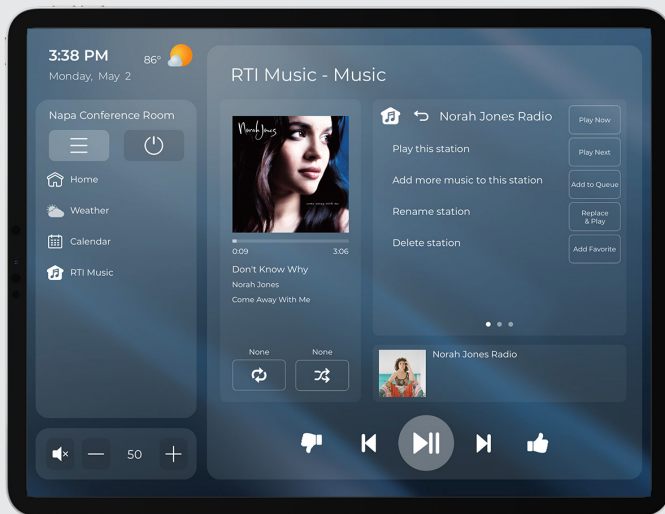 3:38 PM
86°
Monday, May 2
Napa Conference Room
Home
Weather
Calendar
RTI Music
50
RTI Music - Music
Norah Jones
come away with me
0:09
3:06
Don't Know Why
Norah Jones
Come Away With Me
None
None
Norah Jones Radio
Play this station
Add more music to this station
Rename station
Delete station
Play Now
Play Next
Add to Queue
Replace
& Play
Add Favorite
Norah Jones Radio